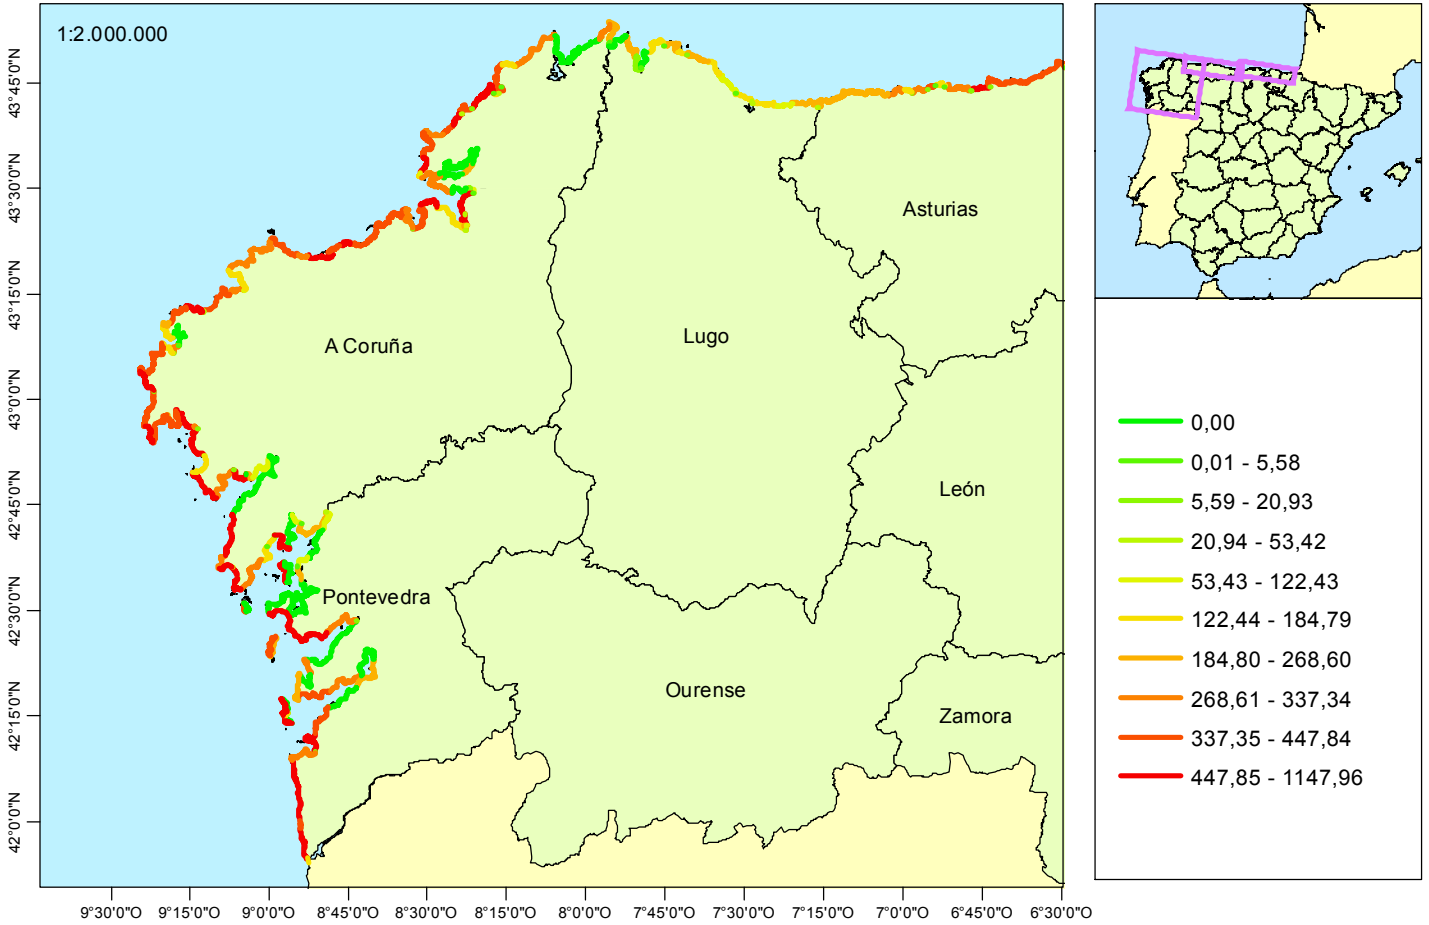 1:2.000.000
43°45'0"N
43°30'0"N
43°15'0"N
43°0'0"N
42°45'0"N
42°30'0"N
42°15'0"N
42°0'0"N
Asturias
A Coruña
Lugo
León
Pontevedra
Ourense
Zamora
9°30'0"O 9°15'0"O 9°0'0"O 8°45'0"O 8°30'0"O 8°15'0"O 8°0'0"O 7°45'0"O 7°30'0"O 7°15'0"O 7°0'0"O 6°45'0"O 6°30'0"O
0,00
0,01 - 5,58
5,59 - 20,93
20,94 - 53,42
53,43 - 122,43
122,44 - 184,79
184,80 - 268,60
268,61 - 337,34
337,35 - 447,84
447,85 - 1147,96